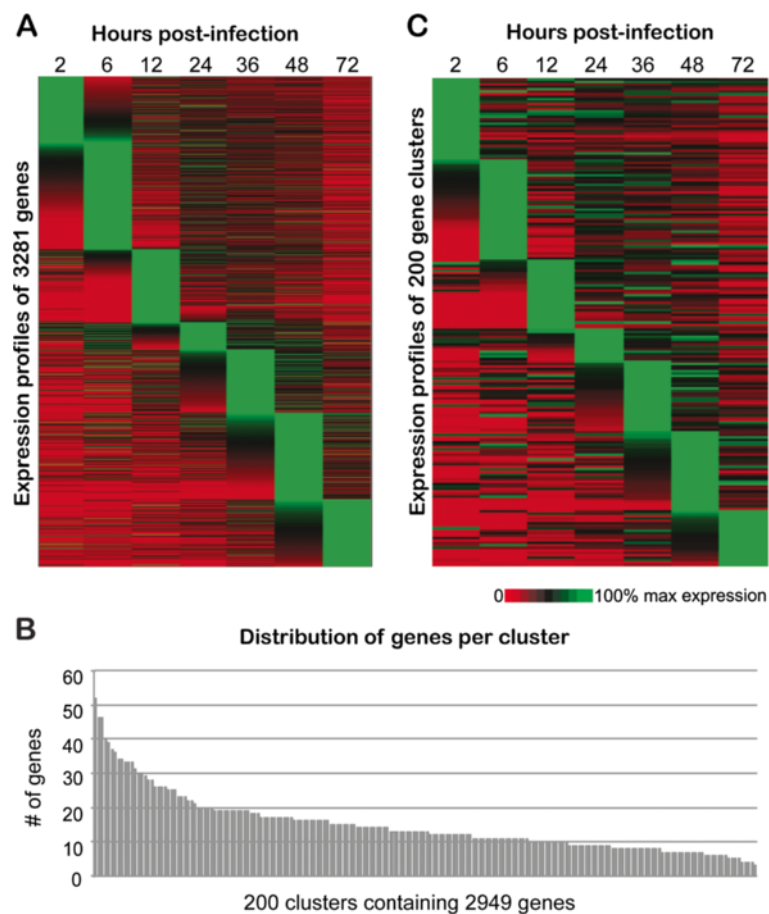 A
Hours post-infection
2 6 12 24 36 48 72
Expression profiles of 3281 genes
C
Hours post-infection
2 6 12 24 36 48 72
Expression profiles of 200 gene clusters
0 100% max expression
B
Distribution of genes per cluster
60
50
40
30
20
10
0
# of genes
200 clusters containing 2949 genes